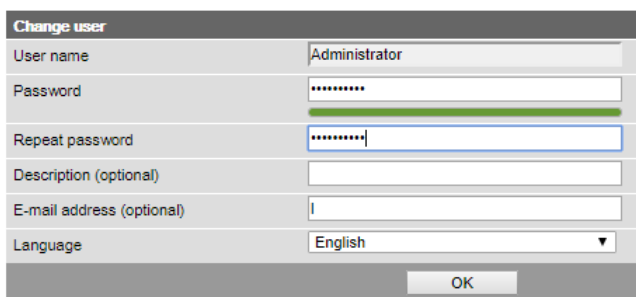 Change user
User name Administrator
Password ••••••••••
Repeat password ••••••••••
Description (optional)
E-mail address (optional)
Language English
OK